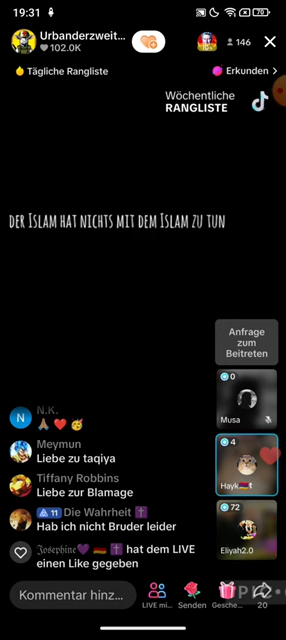 19:31
70
Urbanderzweit...
102.0K
146
Tägliche Rangliste
Erkunden >
Wöchentliche
RANGLISTE
DER ISLAM HAT NICHTS MIT DEM ISLAM ZU TUN
Anfrage
zum
Beitreten
0
Musa
4
Hayk🇦🇲✝
72
Eliyah2.0
N
N.K.
🙏🏽 ❤️ 🥳
Meymun
Liebe zu taqiya
Tiffany Robbins
Liebe zur Blamage
11 Die Wahrheit ✝️
Hab ich nicht Bruder leider
𝔍𝔬𝔰𝔢𝔭𝔥𝔦𝔫𝔢💜 🇩🇪 ✝️ hat dem LIVE
einen Like gegeben
Kommentar hinz...
LIVE mi...
Senden
Gesche...
20